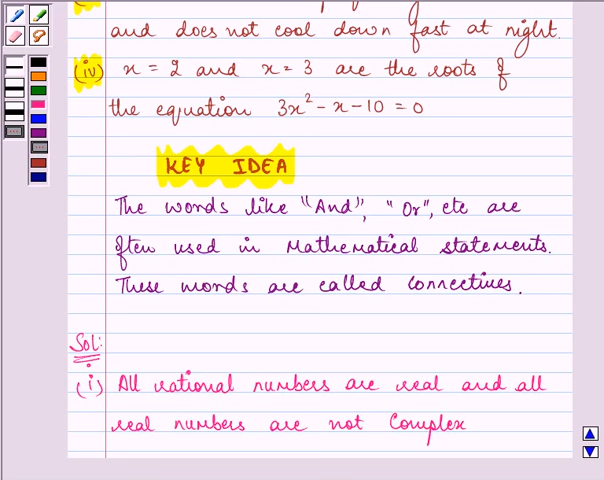 and does not cool down fast at night.
(iv) x = 2 and x = 3 are the roots of
the equation 3x² - x - 10 = 0
KEY IDEA
The words like "And", "Or", etc are
often used in Mathematical statements.
These words are called connectives.
Sol:
(i) All rational numbers are real and all
real numbers are not Complex